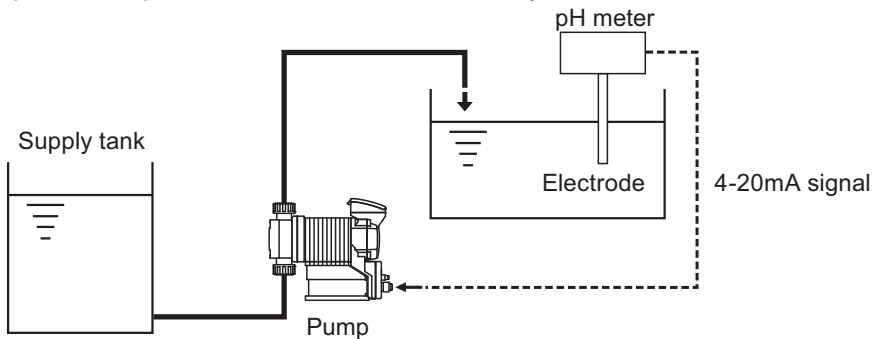 pH meter
Supply tank
Electrode
4-20mA signal
Pump